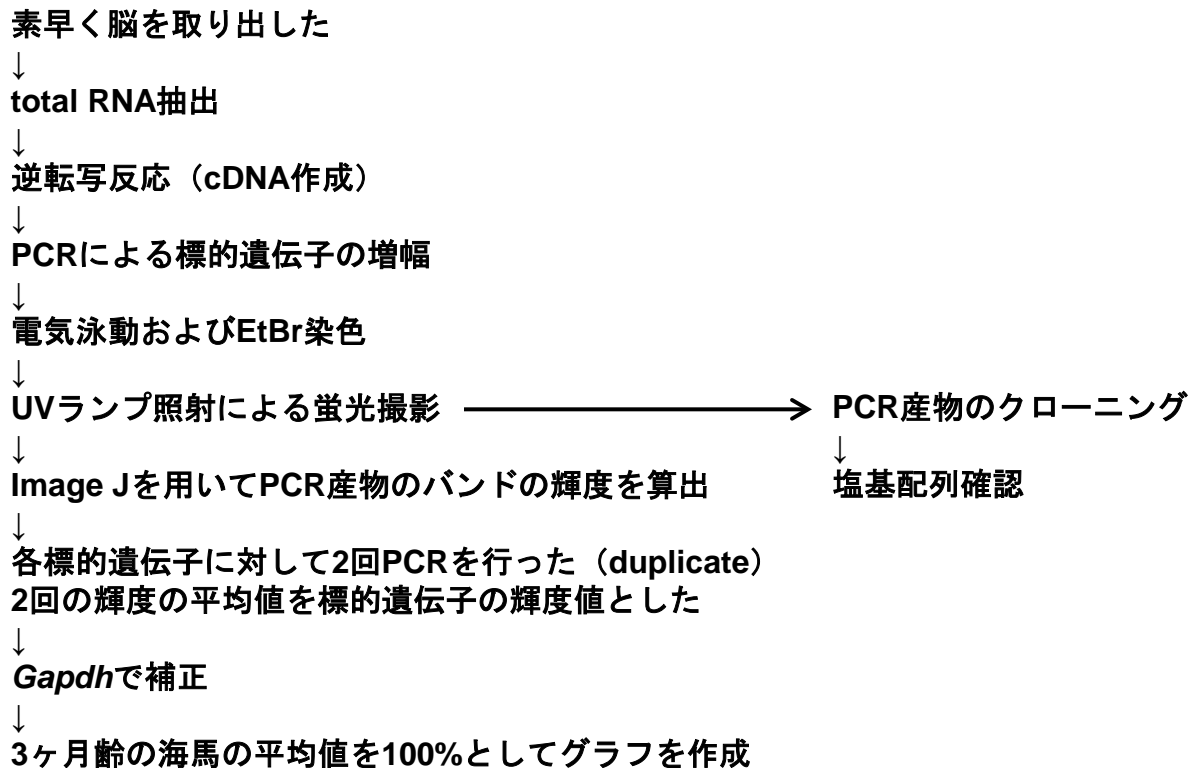 素早く脳を取り出した
↓
total RNA抽出
↓
逆転写反応（cDNA作成）
↓
PCRによる標的遺伝子の増幅
↓
電気泳動およびEtBr染色
↓
UVランプ照射による蛍光撮影 → PCR産物のクローニング
↓ ↓
Image Jを用いてPCR産物のバンドの輝度を算出 塩基配列確認
↓
各標的遺伝子に対して2回PCRを行った（duplicate）
2回の輝度の平均値を標的遺伝子の輝度値とした
↓
Gapdhで補正
↓
3ヶ月齢の海馬の平均値を100%としてグラフを作成